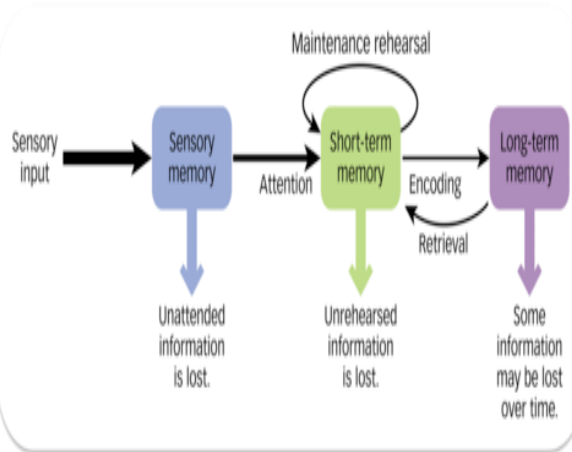 Maintenance rehearsal
Sensory
input
Sensory
memory
Attention
Short-term
memory
Encoding
Retrieval
Long-term
memory
Unattended
information
is lost.
Unrehearsed
information
is lost.
Some
information
may be lost
over time.